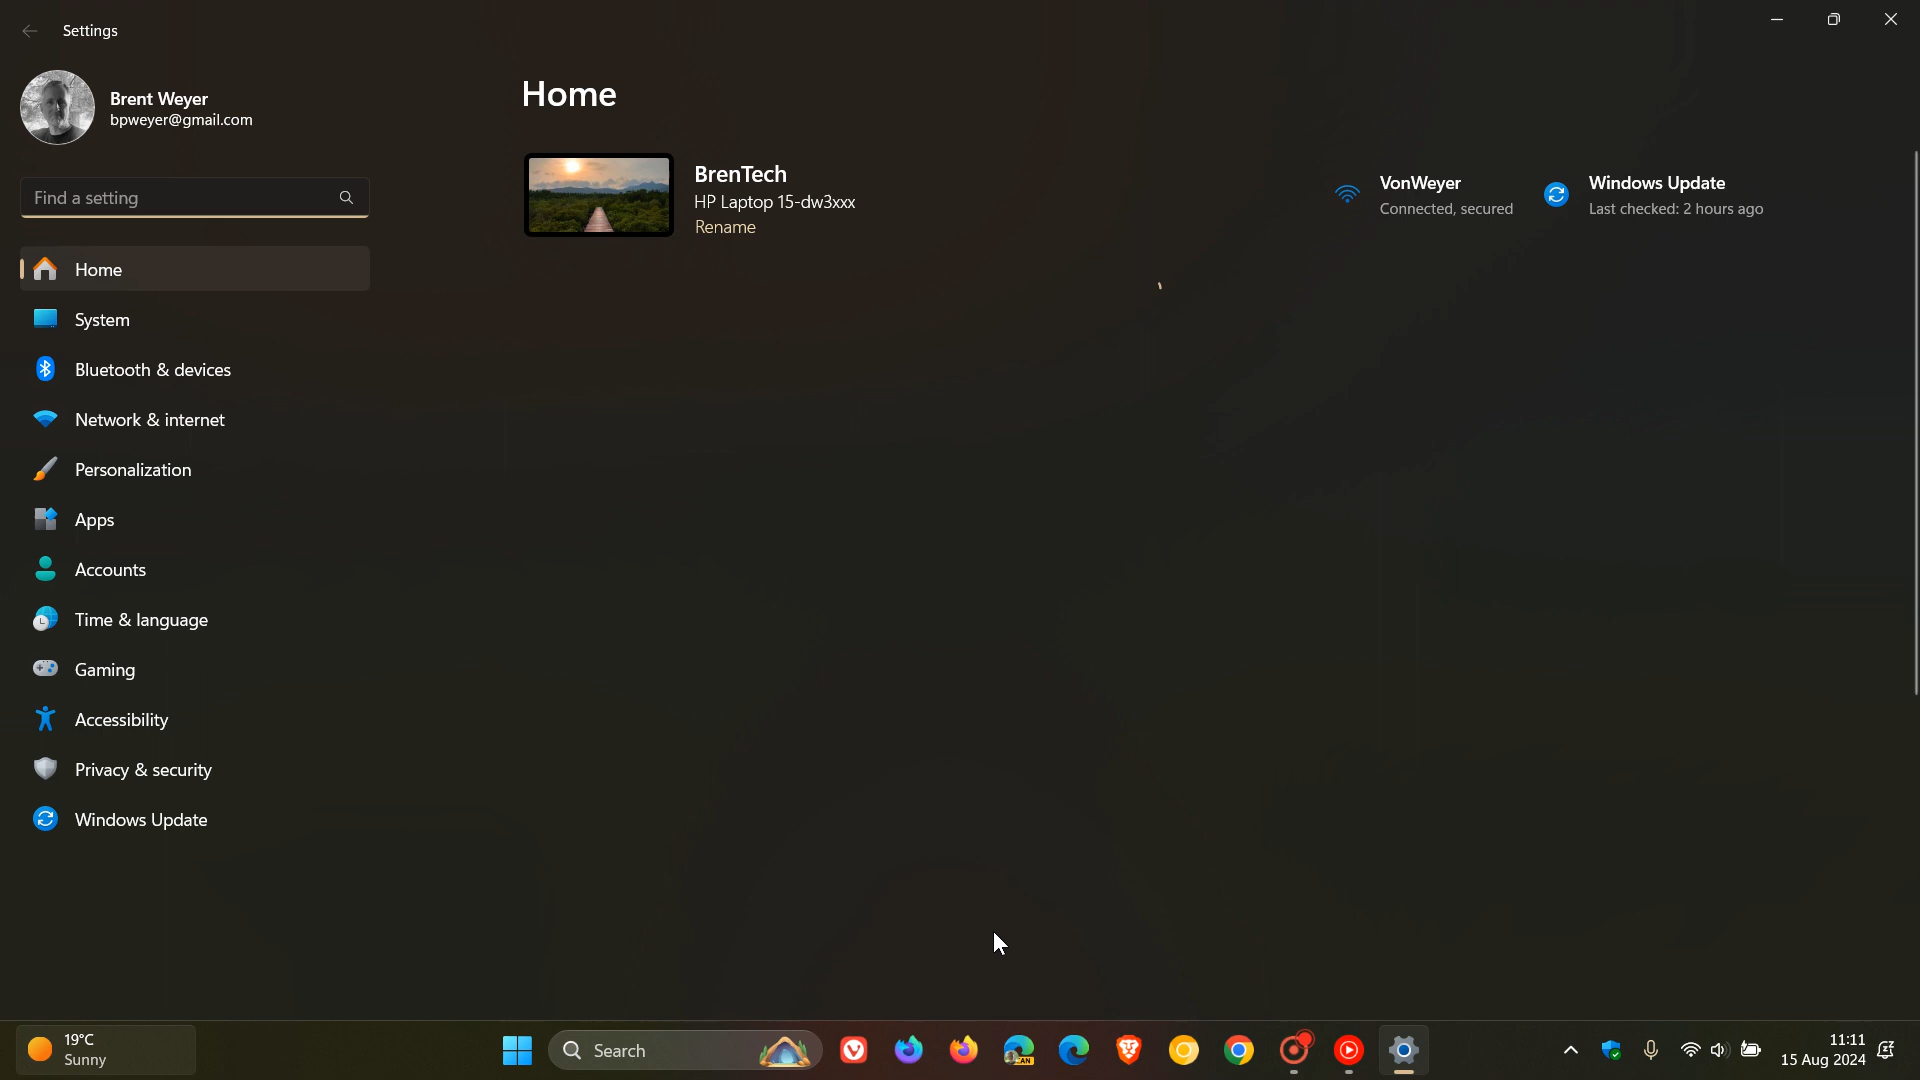 Settings
Brent Weyer
bpweyer@gmail.com
Find a setting
Home
System
Bluetooth & devices
Network & internet
Personalization
Apps
Accounts
Time & language
Gaming
Accessibility
Privacy & security
Windows Update
Home
BrenTech
HP Laptop 15-dw3xxx
Rename
VonWeyer
Connected, secured
Windows Update
Last checked: 2 hours ago
19°C
Sunny
Search
CAN
11:11
15 Aug 2024